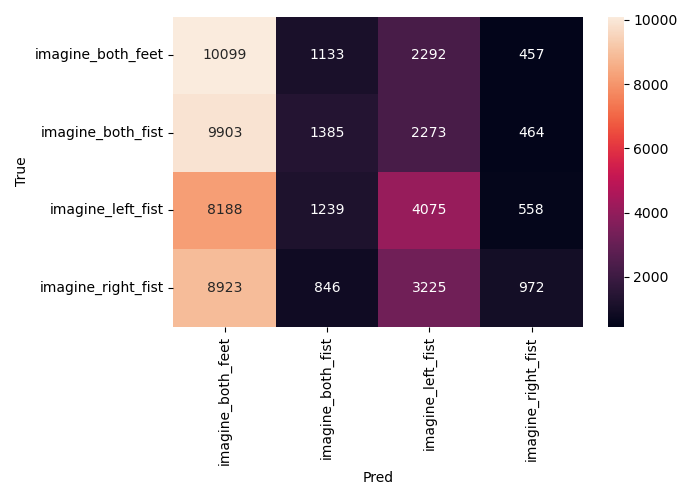 imagine_both_feet 10099 1133 2292 457
imagine_both_fist 9903 1385 2273 464
imagine_left_fist 8188 1239 4075 558
imagine_right_fist 8923 846 3225 972
True
imagine_both_feet
imagine_both_fist
imagine_left_fist
imagine_right_fist
Pred
10000
8000
6000
4000
2000